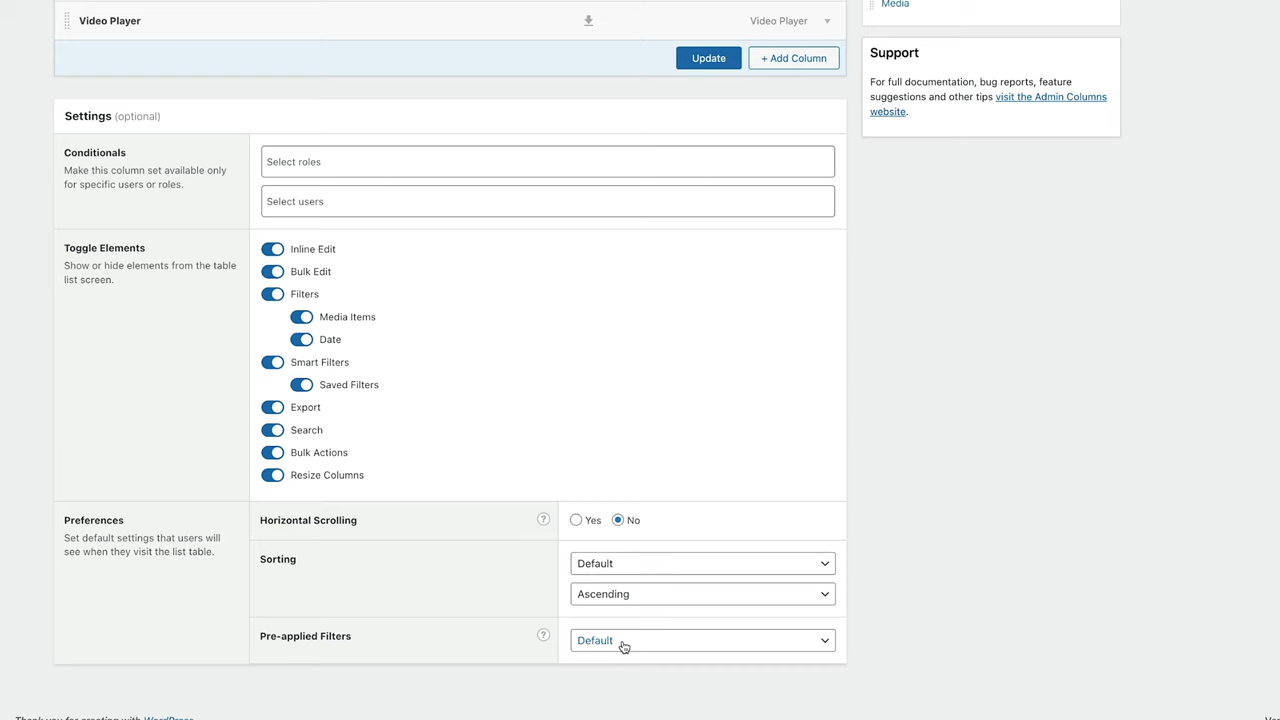 Video Player
Video Player
Media
Update
+ Add Column
Support
For full documentation, bug reports, feature
suggestions and other tips visit the Admin Columns
website.
Settings (optional)
Conditionals
Make this column set available only
for specific users or roles.
Select roles
Select users
Toggle Elements
Show or hide elements from the table
list screen.
Inline Edit
Bulk Edit
Filters
Media Items
Date
Smart Filters
Saved Filters
Export
Search
Bulk Actions
Resize Columns
Preferences
Set default settings that users will
see when they visit the list table.
Horizontal Scrolling
?
Yes
No
Sorting
Default
Ascending
Pre-applied Filters
?
Default
Thank you for creating with WordPress